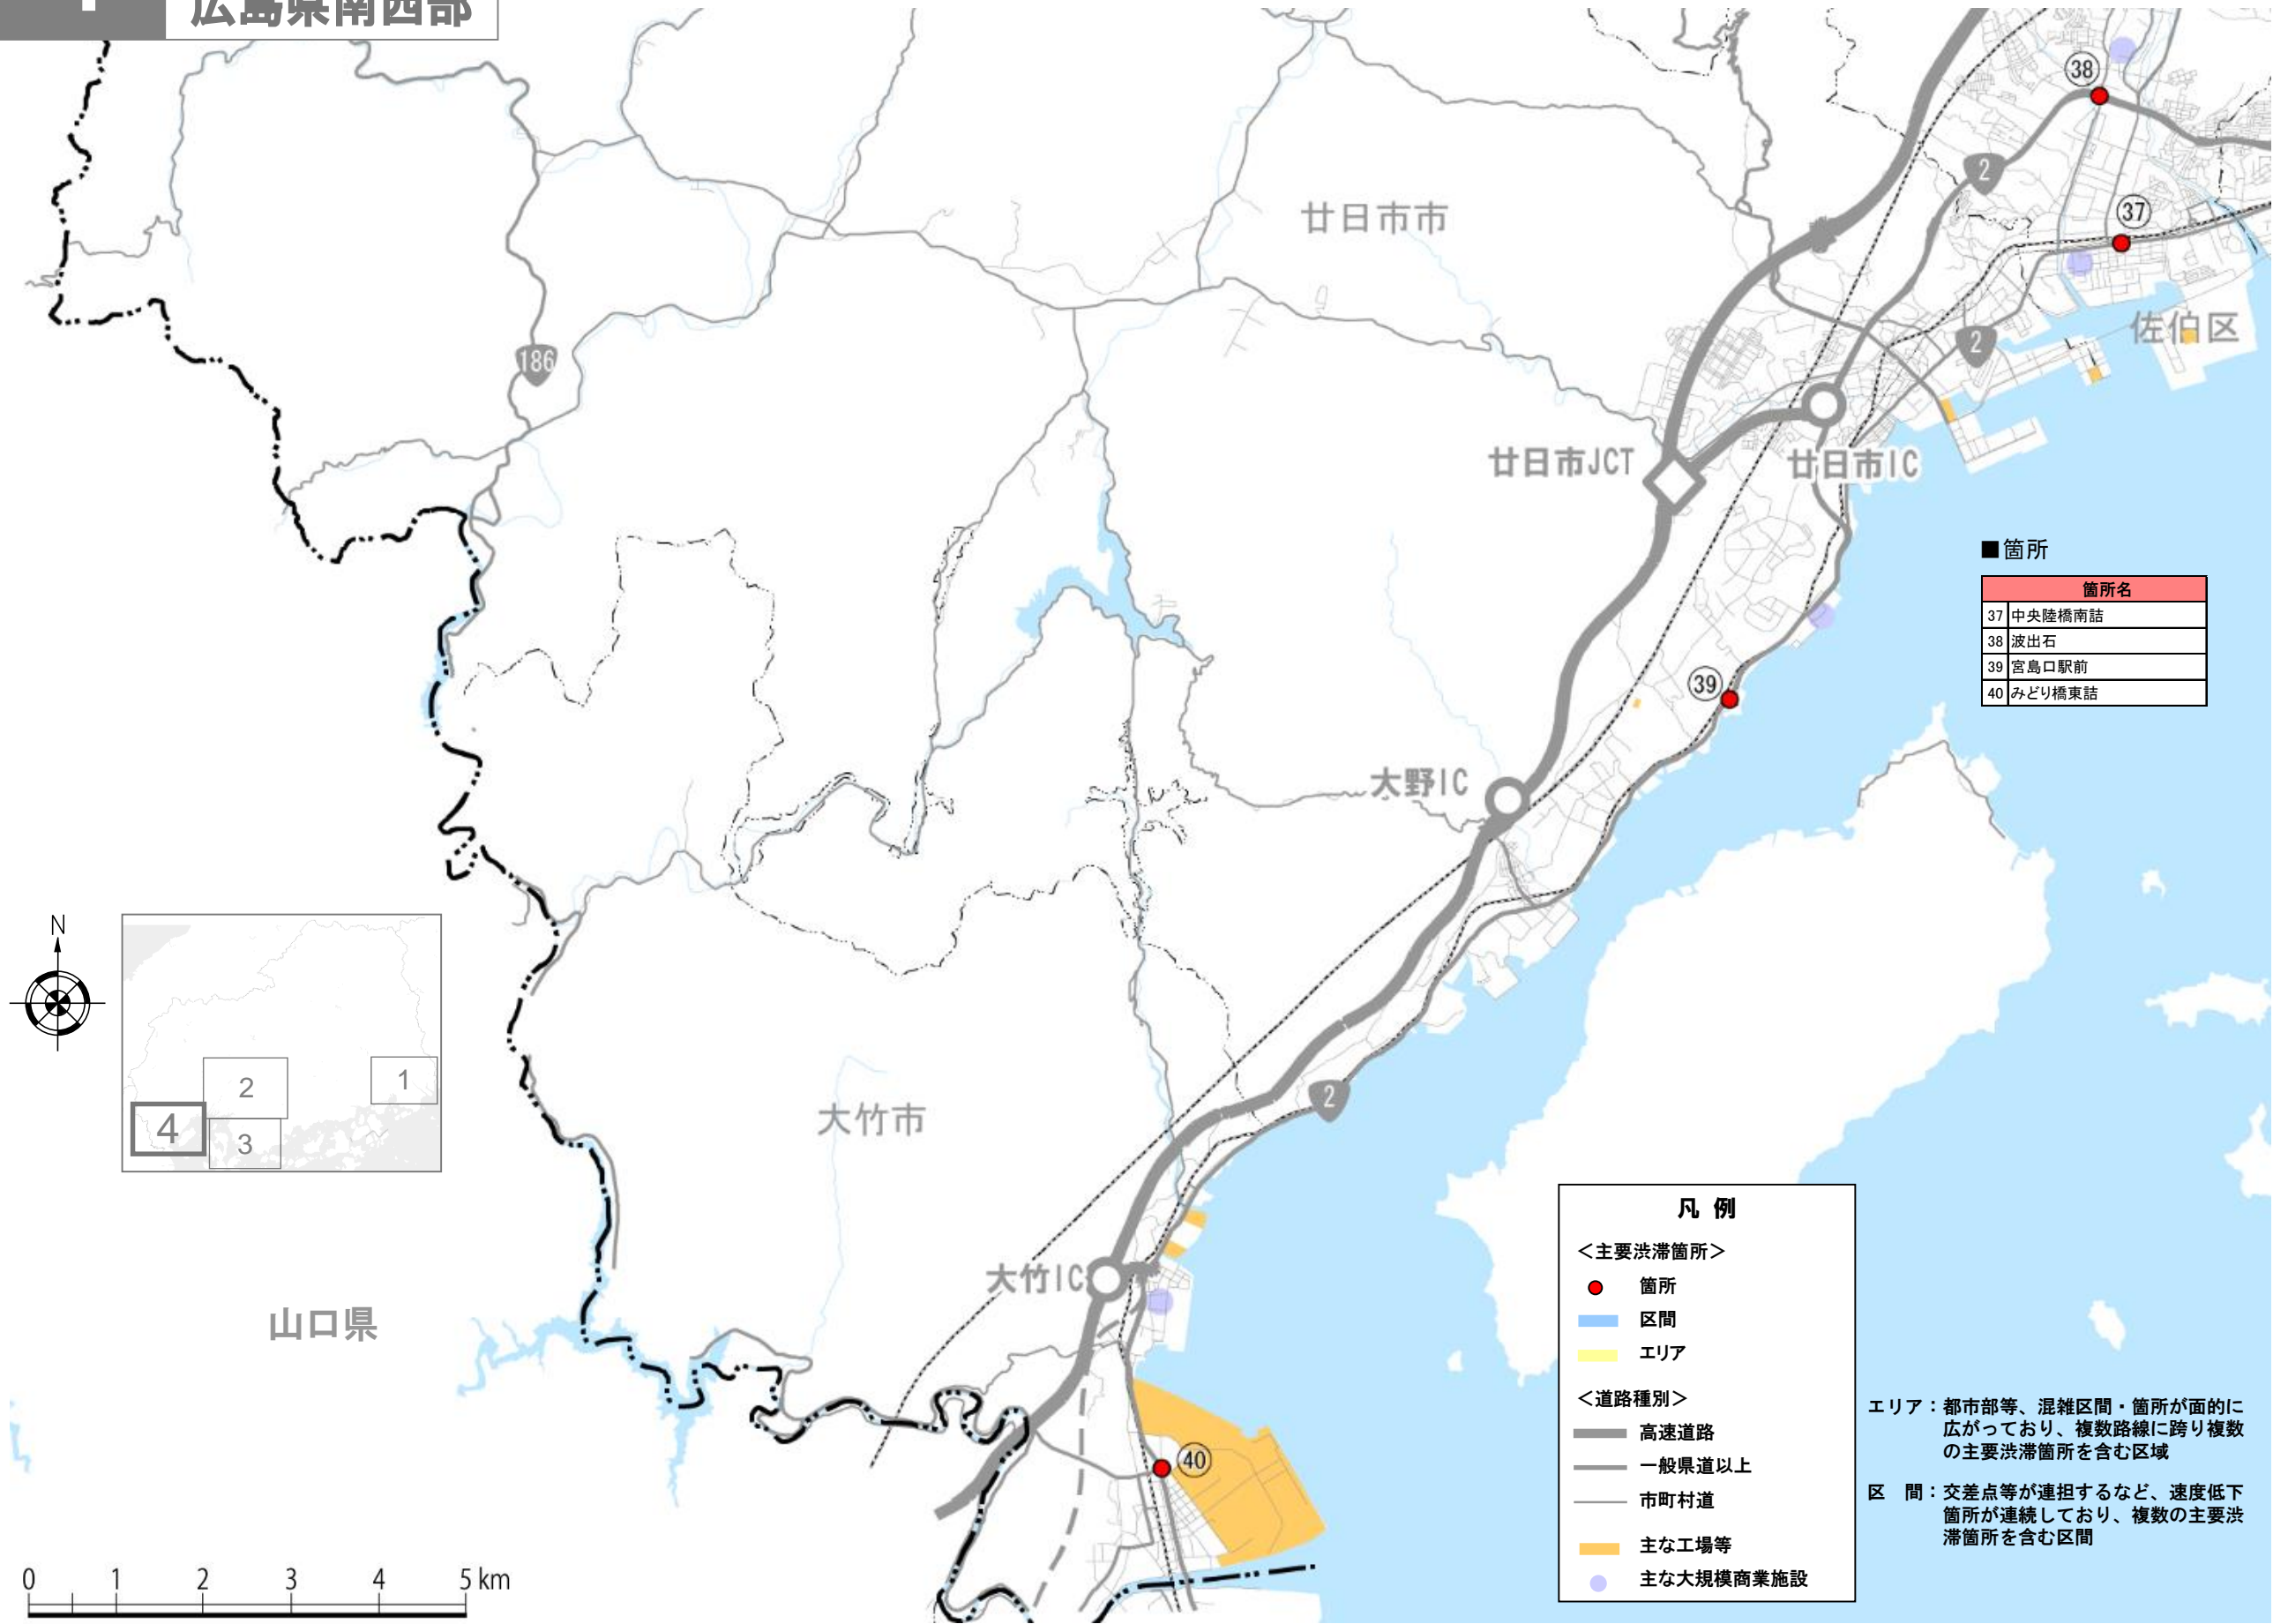 広島県南西部
38
2
37
廿日市市
佐伯区
2
186
廿日市JCT
廿日市IC
■箇所
箇所名
37 中央陸橋南詰
38 波出石
39 宮島口駅前
40 みどり橋東詰
39
大野IC
N
1
2
3
4
2
大竹市
大竹IC
山口県
40
凡 例
＜主要渋滞箇所＞
箇所
区間
エリア
＜道路種別＞
高速道路
一般県道以上
市町村道
主な工場等
主な大規模商業施設
エリア：都市部等、混雑区間・箇所が面的に
広がっており、複数路線に跨り複数
の主要渋滞箇所を含む区域
区　間：交差点等が連担するなど、速度低下
箇所が連続しており、複数の主要渋
滞箇所を含む区間
0 1 2 3 4 5 km